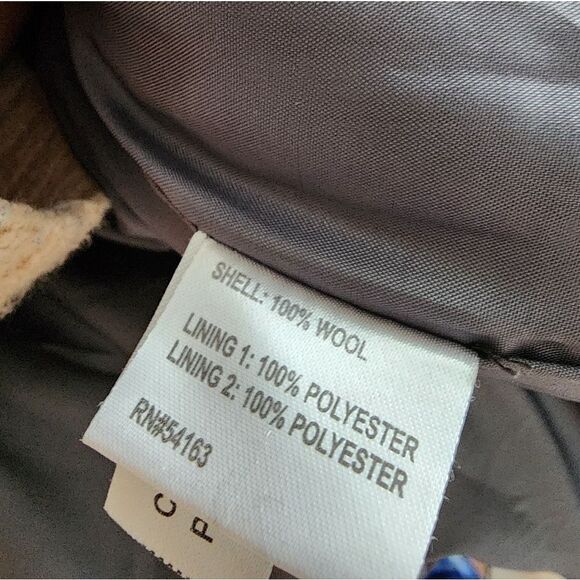 SHELL: 100% WOOL
LINING 1: 100% POLYESTER
LINING 2: 100% POLYESTER
RN#54163
C
P